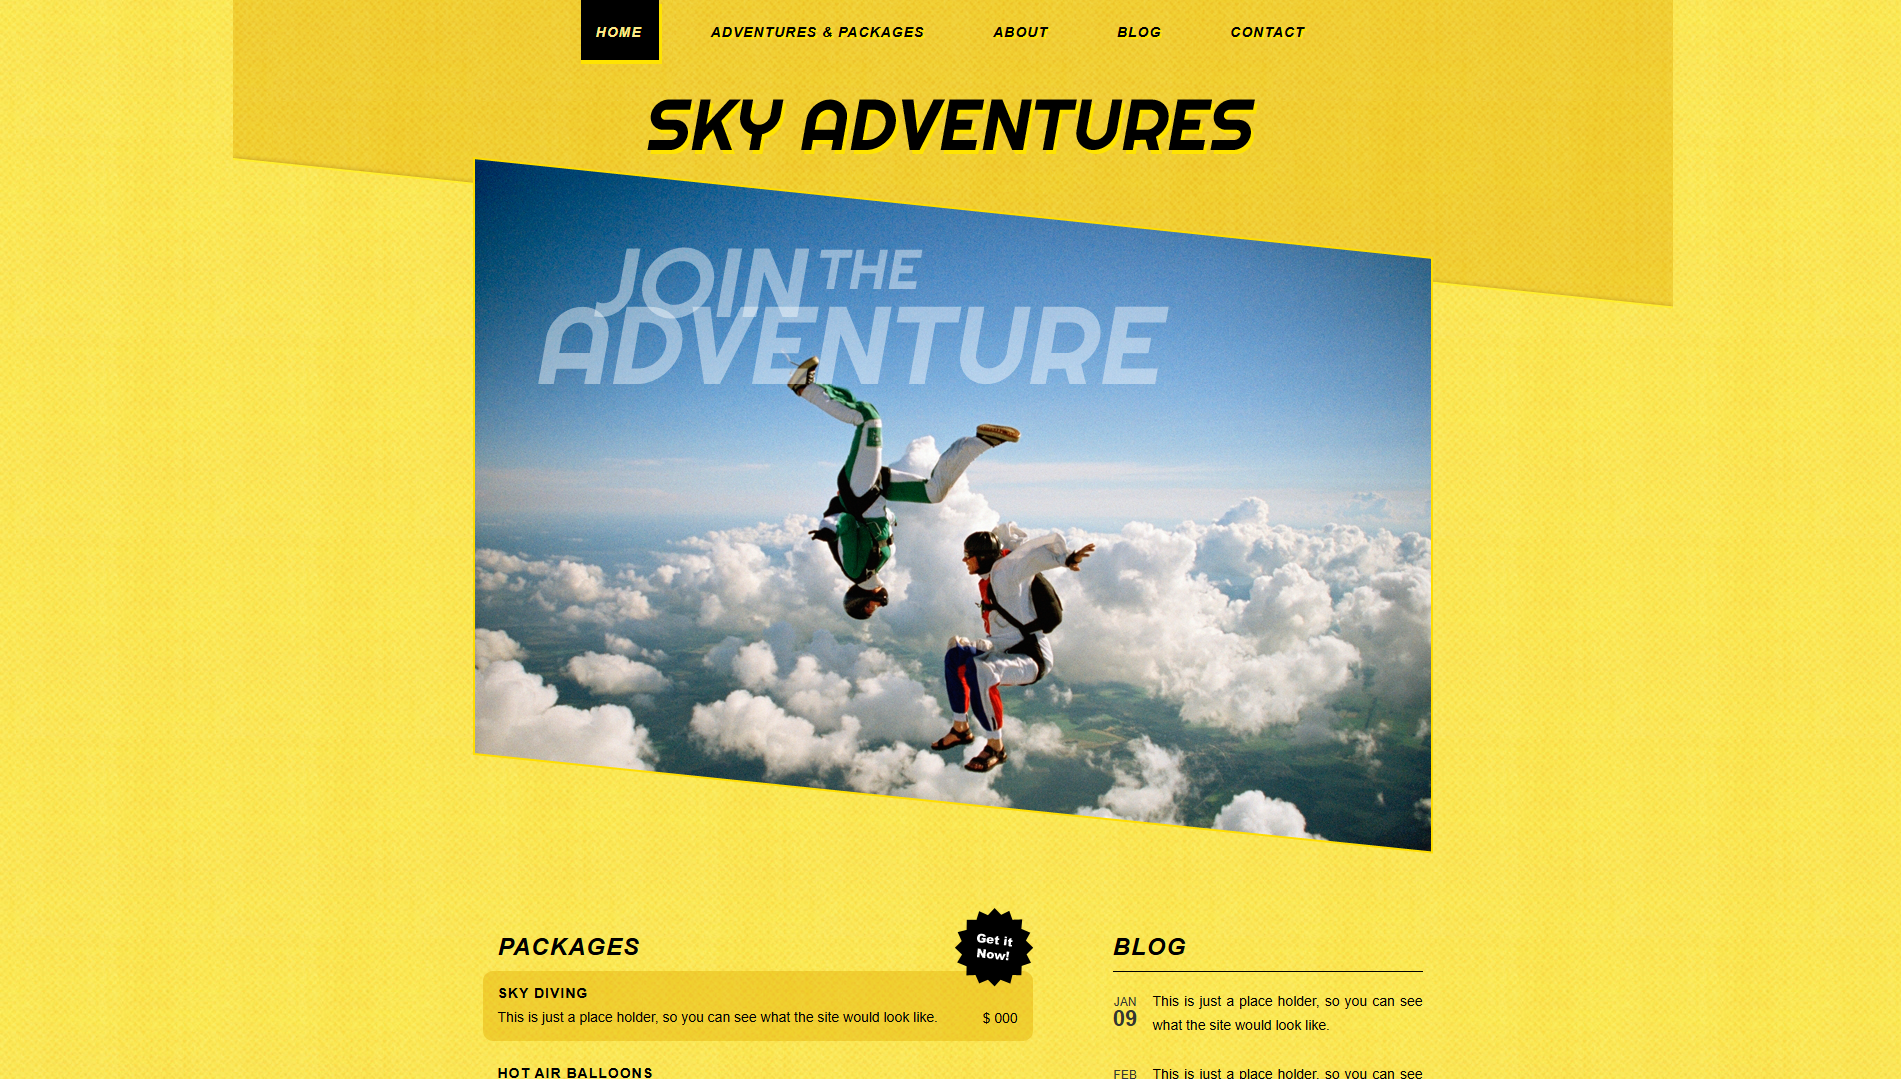 HOME
ADVENTURES & PACKAGES
ABOUT
BLOG
CONTACT
SKY ADVENTURES
JOIN THE
ADVENTURE
PACKAGES
Get it
Now!
SKY DIVING
This is just a place holder, so you can see what the site would look like.
$ 000
HOT AIR BALLOONS
BLOG
JAN
09
This is just a place holder, so you can see
what the site would look like.
FEB
This is just a place holder, so you can see